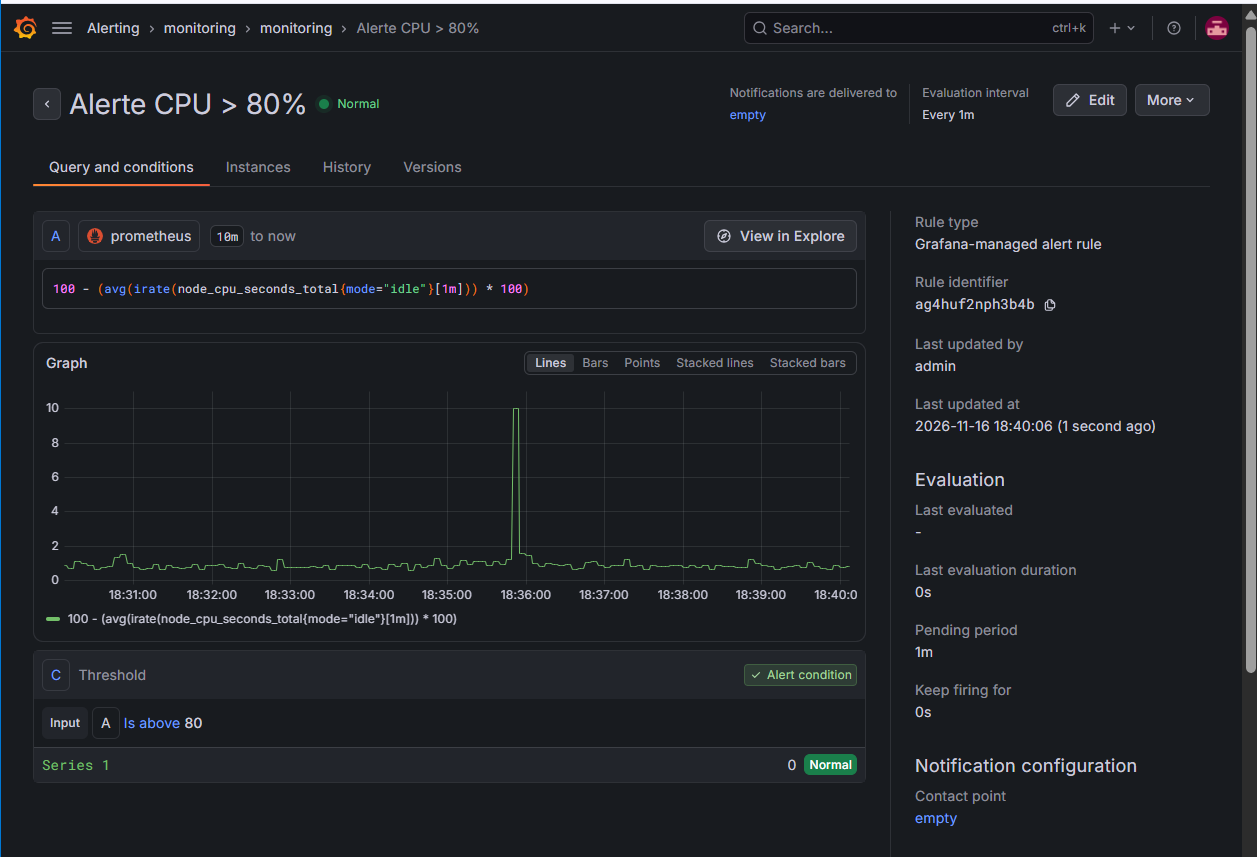 Alerting › monitoring › monitoring › Alerte CPU > 80%
Search... ctrl+k
Alerte CPU > 80% Normal
Notifications are delivered to
empty
Evaluation interval
Every 1m
Edit
More
Query and conditions Instances History Versions
A prometheus 10m to now View in Explore
100 - (avg(irate(node_cpu_seconds_total{mode="idle"}[1m])) * 100)
Graph
Lines Bars Points Stacked lines Stacked bars
10
8
6
4
2
0
18:31:00 18:32:00 18:33:00 18:34:00 18:35:00 18:36:00 18:37:00 18:38:00 18:39:00 18:40:0
100 - (avg(irate(node_cpu_seconds_total{mode="idle"}[1m])) * 100)
C Threshold Alert condition
Input A Is above 80
Series 1 0 Normal
Rule type
Grafana-managed alert rule
Rule identifier
ag4huf2nph3b4b
Last updated by
admin
Last updated at
2026-11-16 18:40:06 (1 second ago)
Evaluation
Last evaluated
-
Last evaluation duration
0s
Pending period
1m
Keep firing for
0s
Notification configuration
Contact point
empty